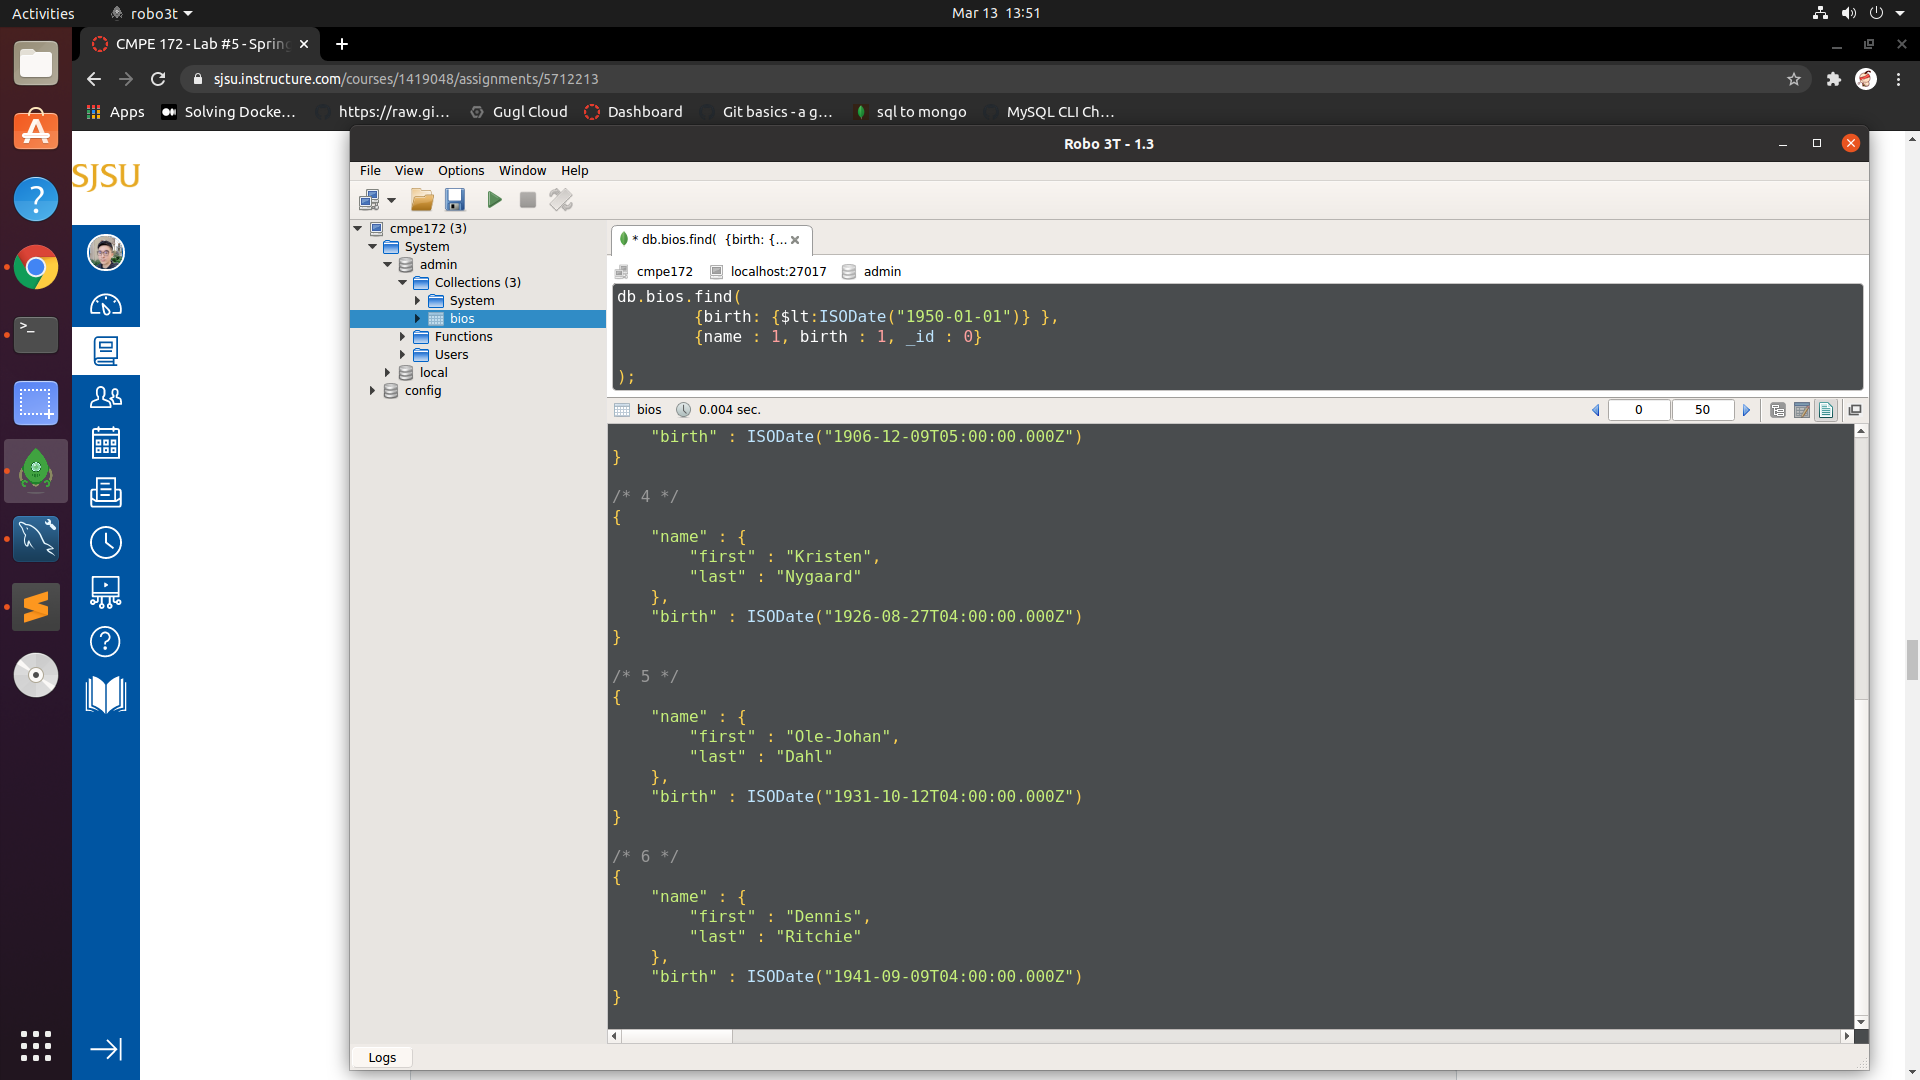 Activities
robo3t
Mar 13 13:51
CMPE 172 - Lab #5 - Spring
sjsu.instructure.com/courses/1419048/assignments/5712213
Apps
Solving Docke...
https://raw.gi...
Gugl Cloud
Dashboard
Git basics - a g...
sql to mongo
MySQL CLI Ch...
SJSU
Robo 3T - 1.3
File View Options Window Help
cmpe172 (3)
System
admin
Collections (3)
System
bios
Functions
Users
local
config
* db.bios.find( {birth: {...
cmpe172 localhost:27017 admin
db.bios.find(
{birth: {$lt:ISODate("1950-01-01")} },
{name : 1, birth : 1, _id : 0}
);
bios 0.004 sec. 0 50
"birth" : ISODate("1906-12-09T05:00:00.000Z")
}
/* 4 */
{
"name" : {
"first" : "Kristen",
"last" : "Nygaard"
},
"birth" : ISODate("1926-08-27T04:00:00.000Z")
}
/* 5 */
{
"name" : {
"first" : "Ole-Johan",
"last" : "Dahl"
},
"birth" : ISODate("1931-10-12T04:00:00.000Z")
}
/* 6 */
{
"name" : {
"first" : "Dennis",
"last" : "Ritchie"
},
"birth" : ISODate("1941-09-09T04:00:00.000Z")
}
Logs